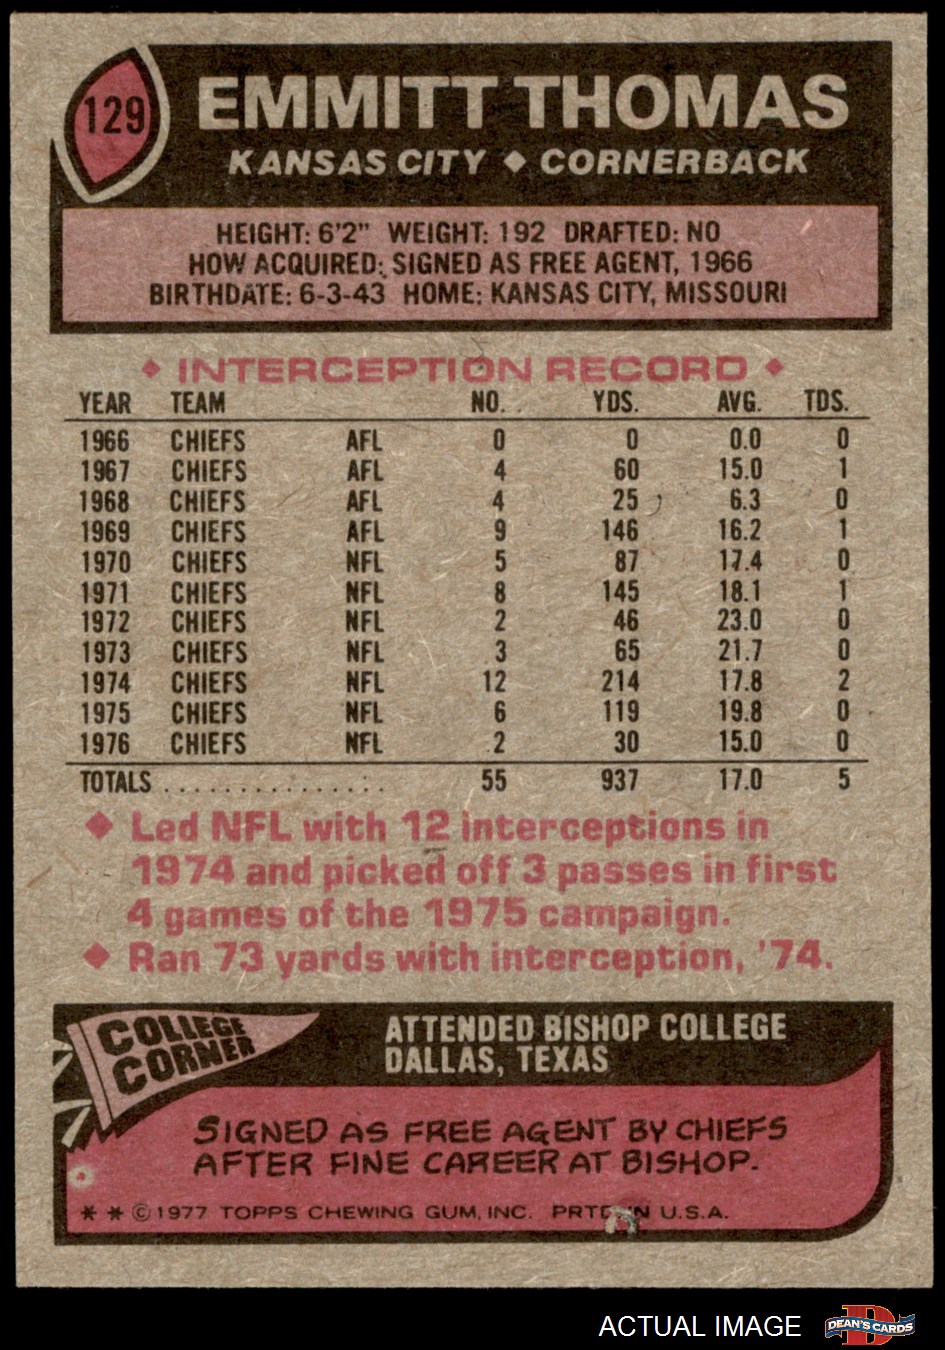 129
EMMITT THOMAS
KANSAS CITY ◆ CORNERBACK
HEIGHT: 6'2" WEIGHT: 192 DRAFTED: NO
HOW ACQUIRED: SIGNED AS FREE AGENT, 1966
BIRTHDATE: 6-3-43 HOME: KANSAS CITY, MISSOURI
◆ INTERCEPTION RECORD ◆
YEAR TEAM NO. YDS. AVG. TDS.
1966 CHIEFS AFL 0 0 0.0 0
1967 CHIEFS AFL 4 60 15.0 1
1968 CHIEFS AFL 4 25 6.3 0
1969 CHIEFS AFL 9 146 16.2 1
1970 CHIEFS NFL 5 87 17.4 0
1971 CHIEFS NFL 8 145 18.1 1
1972 CHIEFS NFL 2 46 23.0 0
1973 CHIEFS NFL 3 65 21.7 0
1974 CHIEFS NFL 12 214 17.8 2
1975 CHIEFS NFL 6 119 19.8 0
1976 CHIEFS NFL 2 30 15.0 0
TOTALS . . . . . . . . . . . . . . . 55 937 17.0 5
◆ Led NFL with 12 interceptions in
1974 and picked off 3 passes in first
4 games of the 1975 campaign.
◆ Ran 73 yards with interception, '74.
COLLEGE
CORNER
ATTENDED BISHOP COLLEGE
DALLAS, TEXAS
SIGNED AS FREE AGENT BY CHIEFS
AFTER FINE CAREER AT BISHOP.
* * © 1977 TOPPS CHEWING GUM, INC. PRTD. IN U.S.A.
ACTUAL IMAGE
D
DEAN'S CARDS